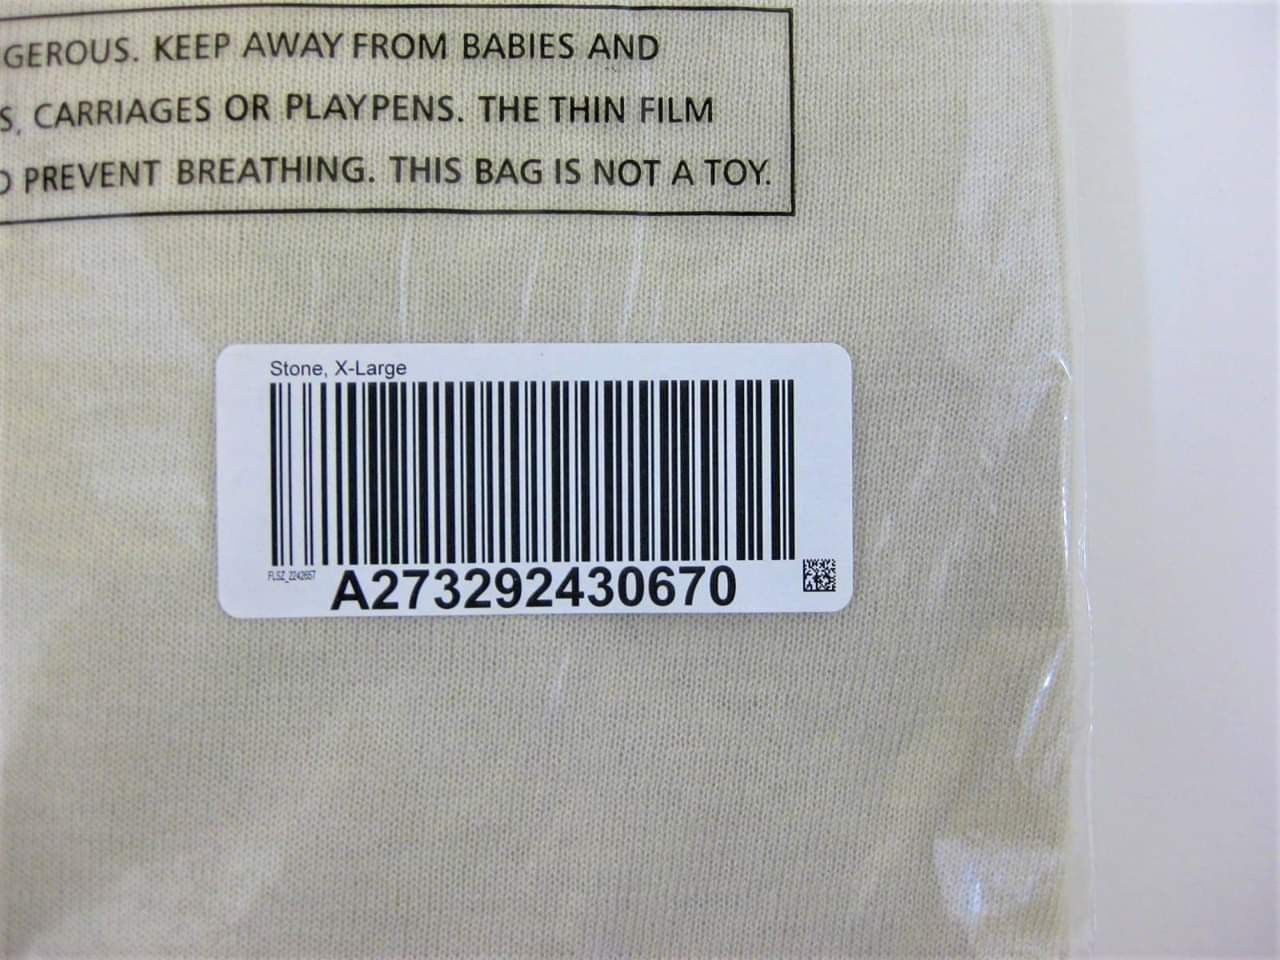 GEROUS. KEEP AWAY FROM BABIES AND
S, CARRIAGES OR PLAYPENS. THE THIN FILM
O PREVENT BREATHING. THIS BAG IS NOT A TOY.
Stone, X-Large
FLSZ_2242657
A273292430670